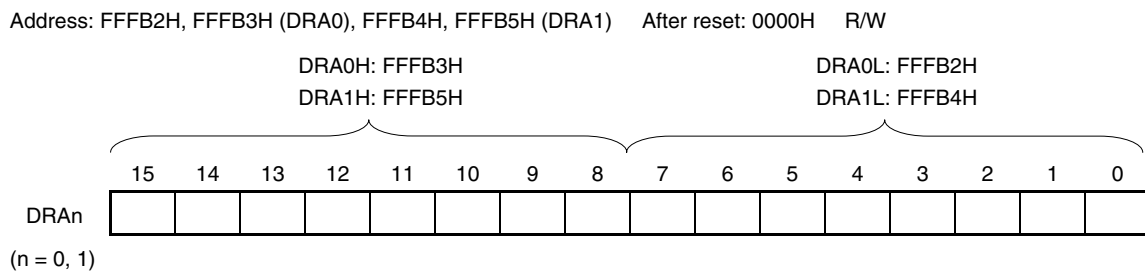 Address: FFFB2H, FFFB3H (DRA0), FFFB4H, FFFB5H (DRA1) After reset: 0000H R/W
DRA0H: FFFB3H DRA0L: FFFB2H
DRA1H: FFFB5H DRA1L: FFFB4H
15 14 13 12 11 10 9 8 7 6 5 4 3 2 1 0
DRAn
(n = 0, 1)